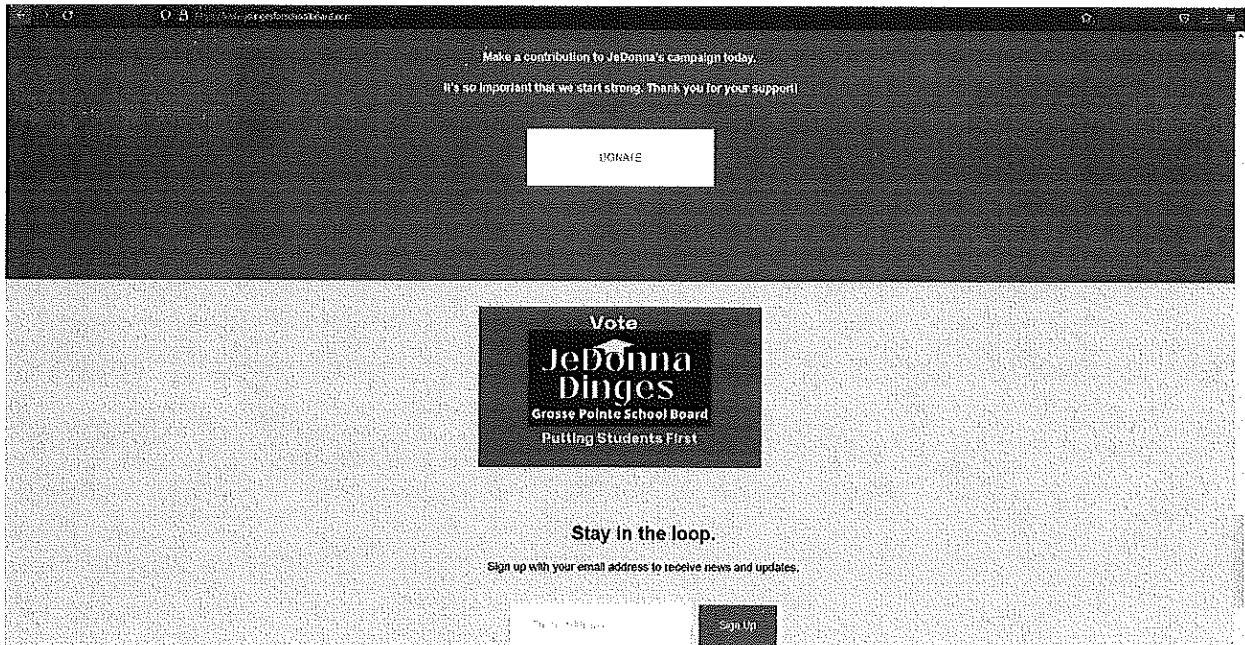 dingesforschoolboard.com
Make a contribution to JeDonna's campaign today.
It's so important that we start strong. Thank you for your support!
DONATE
Vote
JeDonna
Dinges
Grosse Pointe School Board
Putting Students First
Stay in the loop.
Sign up with your email address to receive news and updates.
Sign Up